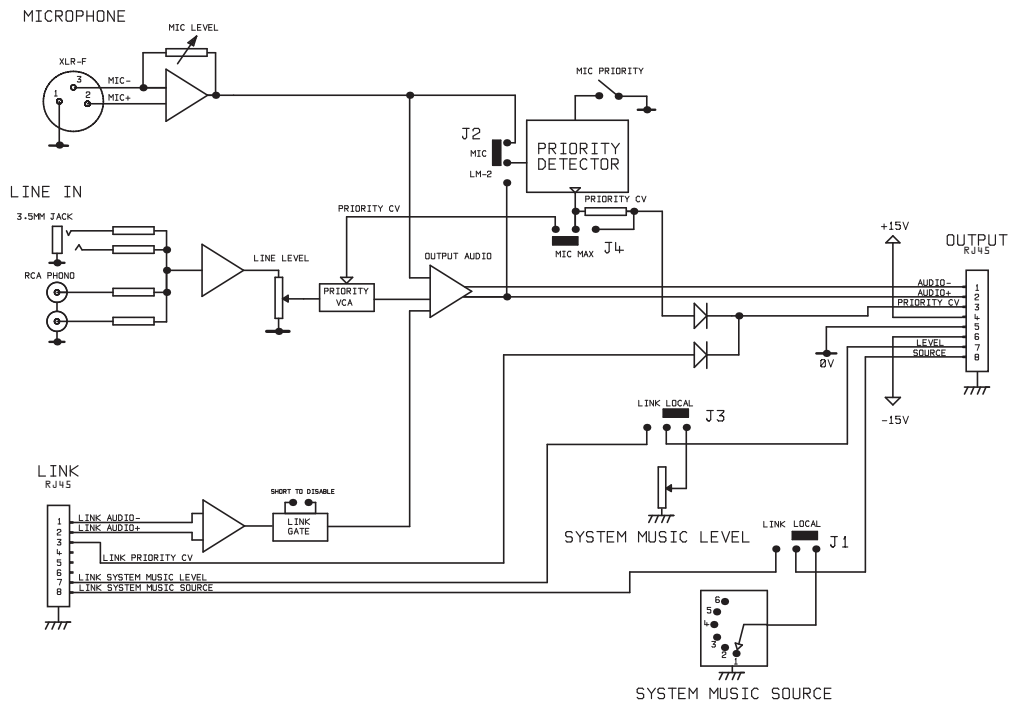 MICROPHONE
MIC LEVEL
XLR-F
3
MIC-
1
2
MIC+
MIC PRIORITY
J2
MIC
LM-2
PRIORITY
DETECTOR
PRIORITY CV
LINE IN
3.5MM JACK
PRIORITY CV
J4
MIC MAX
+15V
OUTPUT
RJ45
LINE LEVEL
OUTPUT AUDIO
RCA PHONO
PRIORITY
VCA
AUDIO- 1
AUDIO+ 2
PRIORITY CV 3
4
5
6
LEVEL 7
SOURCE 8
0V
-15V
LINK LOCAL
J3
LINK
RJ45
SHORT TO DISABLE
LINK
GATE
1 LINK AUDIO-
2 LINK AUDIO+
3
4
LINK PRIORITY CV
5
6
7 LINK SYSTEM MUSIC LEVEL
8 LINK SYSTEM MUSIC SOURCE
SYSTEM MUSIC LEVEL
LINK LOCAL
J1
6
5
4
3
2
1
SYSTEM MUSIC SOURCE